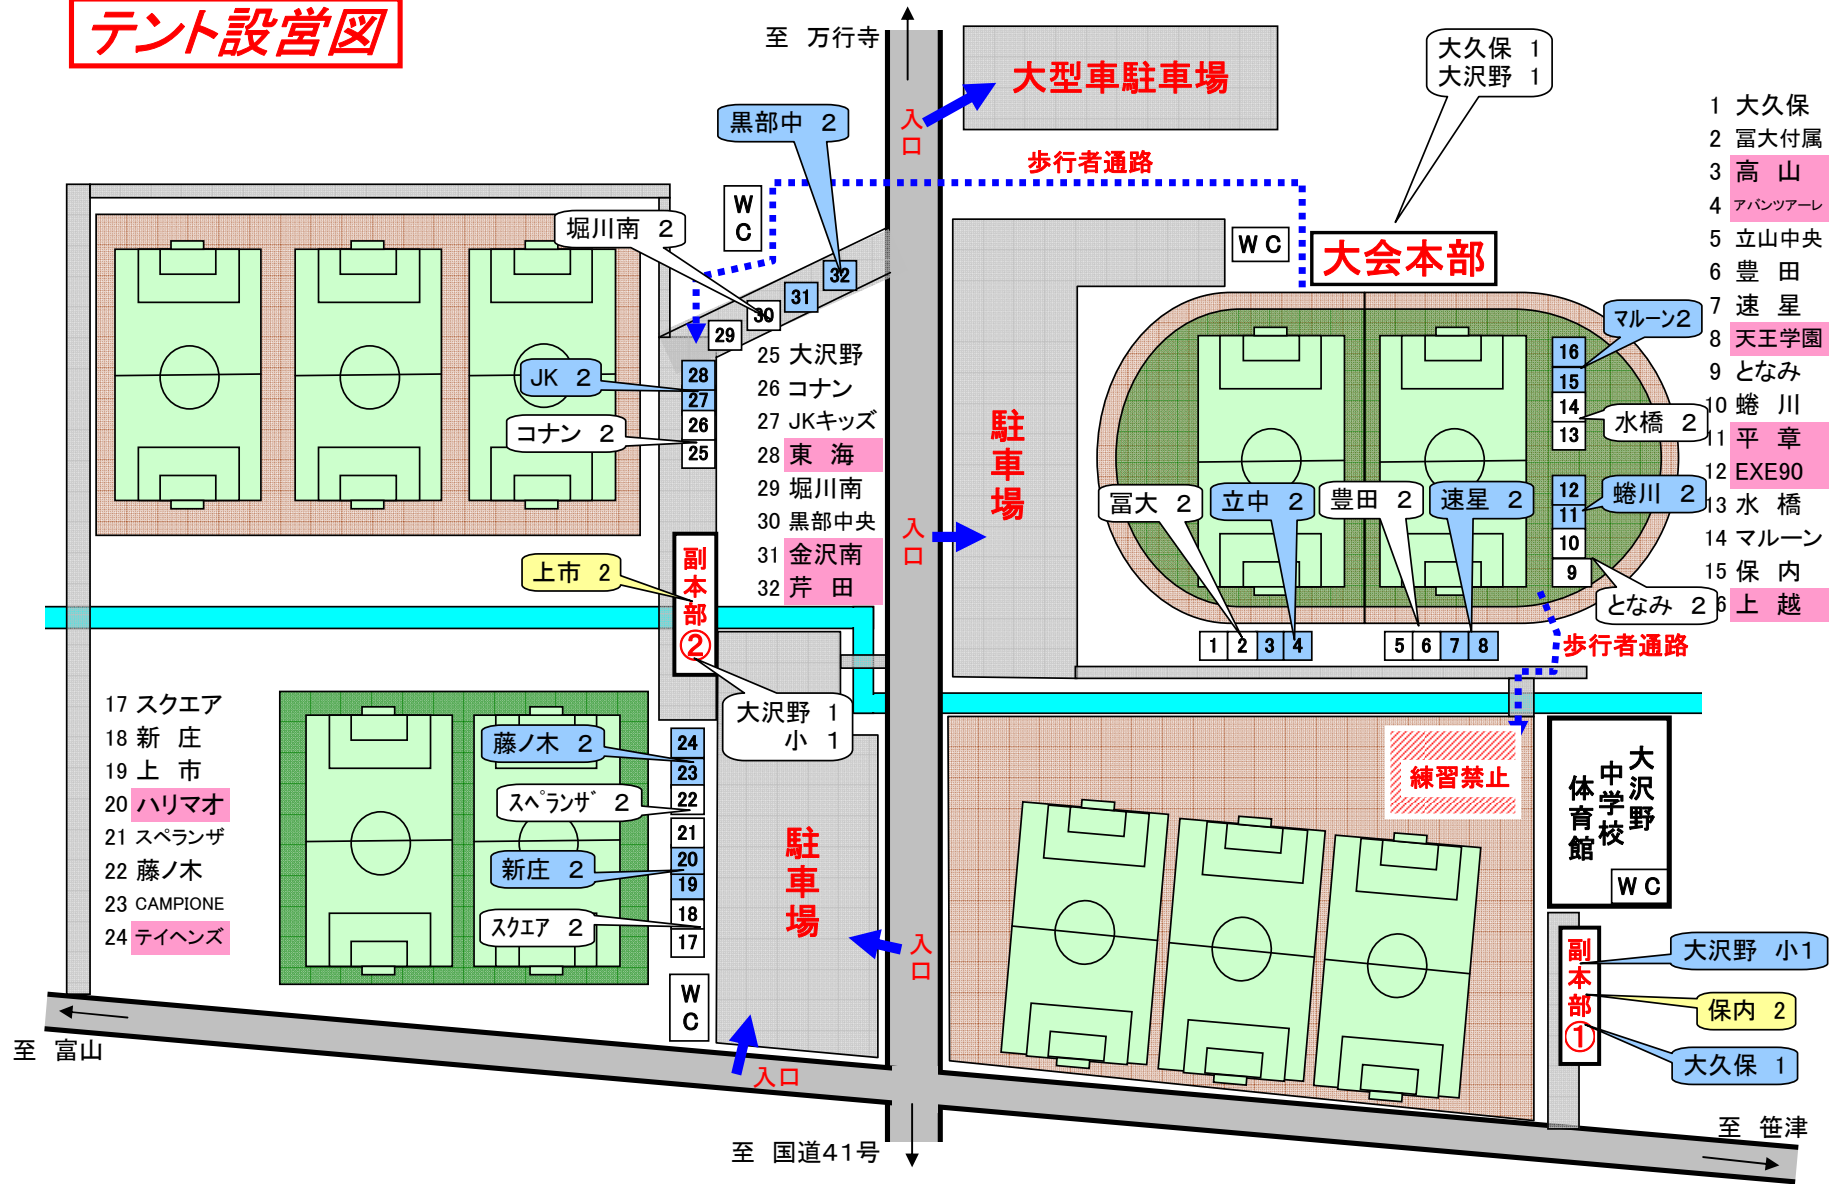 テント設営図
至 万行寺
大型車駐車場
大久保 1
大沢野 1
入口
黒部中 2
歩行者通路
1 大久保
2 冨大付属
3 高 山
4 アバンツアーレ
5 立山中央
6 豊 田
7 速 星
8 天王学園
9 となみ
10 蜷 川
11 平 章
12 EXE90
13 水 橋
14 マルーン
15 保 内
6 上 越
WC
堀川南 2
WC
大会本部
32
31
30
29
28
27
26
25
JK 2
コナン 2
25 大沢野
26 コナン
27 JKキッズ
28 東 海
29 堀川南
30 黒部中央
31 金沢南
32 芹 田
駐車場
入口
マルーン2
16
15
14
13
水橋 2
12
11
10
9
蜷川 2
となみ 2
冨大 2
立中 2
豊田 2
速星 2
1 2 3 4
5 6 7 8
歩行者通路
上市 2
副本部②
大沢野 1
小 1
17 スクエア
18 新 庄
19 上 市
20 ハリマオ
21 スペランザ
22 藤ノ木
23 CAMPIONE
24 テイヘンズ
藤ノ木 2
スペランザ 2
新庄 2
スクエア 2
24
23
22
21
20
19
18
17
駐車場
入口
WC
入口
練習禁止
大沢野
中学校
体育館
WC
副本部①
大沢野 小1
保内 2
大久保 1
至 富山
至 国道41号
至 笹津